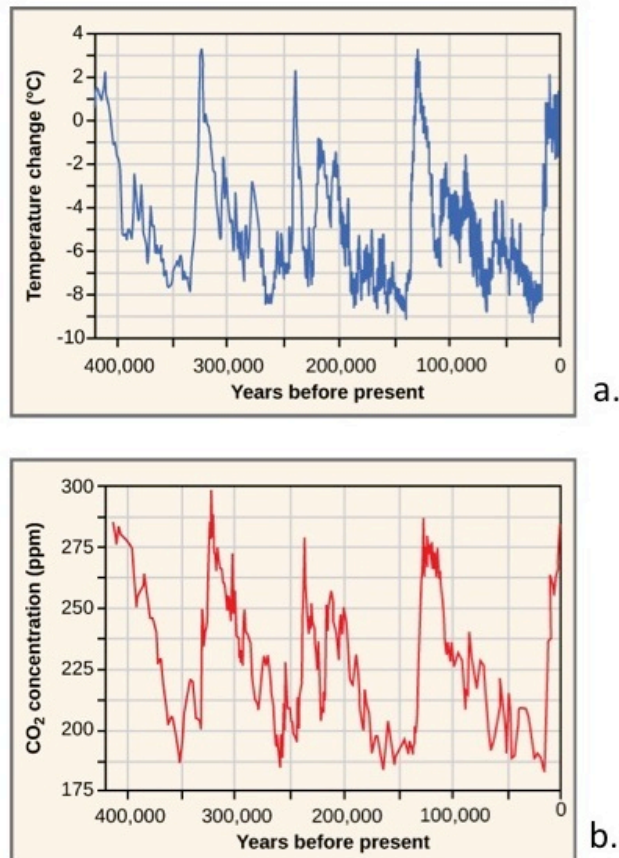 4
2
0
-2
-4
-6
-8
-10
Temperature change (°C)
400,000 300,000 200,000 100,000 0
Years before present
a.
300
275
250
225
200
175
CO₂ concentration (ppm)
400,000 300,000 200,000 100,000 0
Years before present
b.